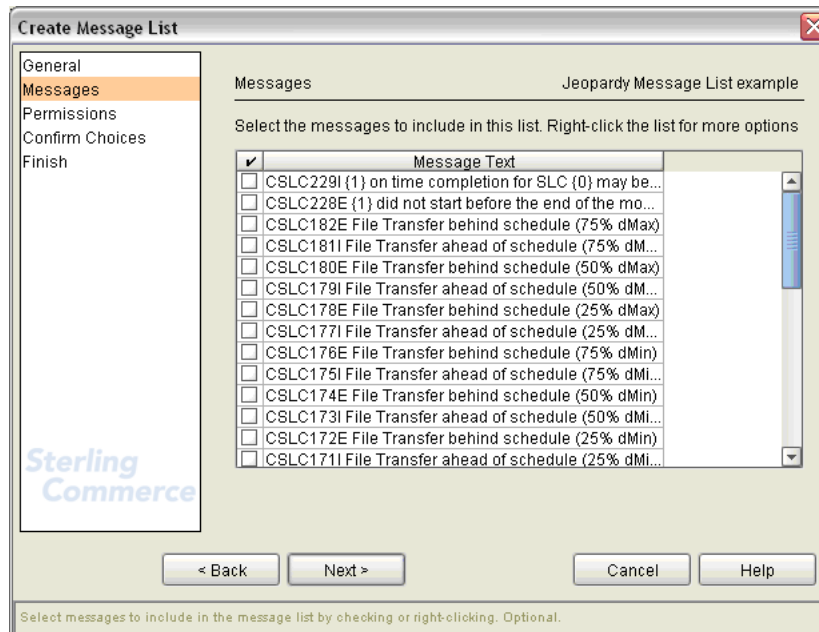 Create Message List
General
Messages
Permissions
Confirm Choices
Finish
Sterling
Commerce
Messages Jeopardy Message List example
Select the messages to include in this list. Right-click the list for more options
✔ Message Text
CSLC229I {1} on time completion for SLC {0} may be...
CSLC228E {1} did not start before the end of the mo...
CSLC182E File Transfer behind schedule (75% dMax)
CSLC181I File Transfer ahead of schedule (75% dM...
CSLC180E File Transfer behind schedule (50% dMax)
CSLC179I File Transfer ahead of schedule (50% dM...
CSLC178E File Transfer behind schedule (25% dMax)
CSLC177I File Transfer ahead of schedule (25% dM...
CSLC176E File Transfer behind schedule (75% dMin)
CSLC175I File Transfer ahead of schedule (75% dMi...
CSLC174E File Transfer behind schedule (50% dMin)
CSLC173I File Transfer ahead of schedule (50% dMi...
CSLC172E File Transfer behind schedule (25% dMin)
CSLC171I File Transfer ahead of schedule (25% dMi...
< Back Next > Cancel Help
Select messages to include in the message list by checking or right-clicking. Optional.